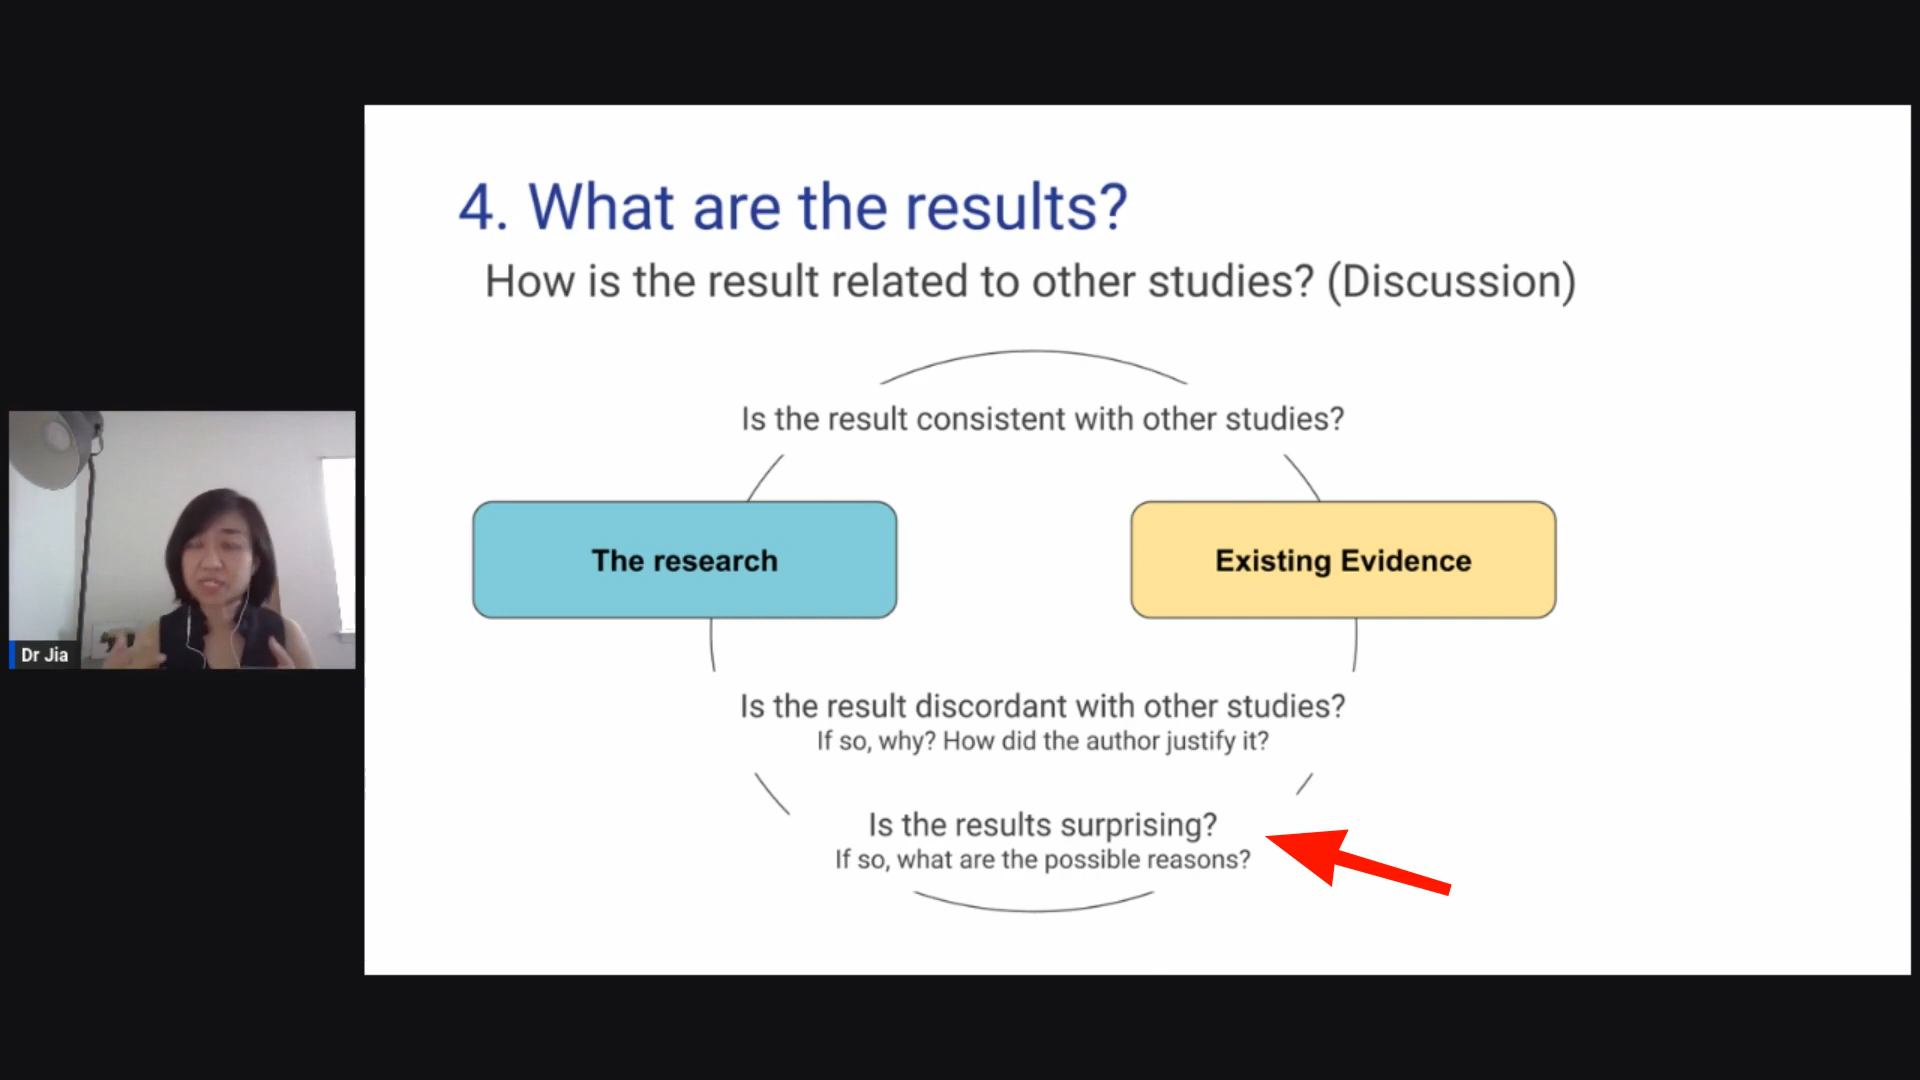 4. What are the results?
How is the result related to other studies? (Discussion)
Is the result consistent with other studies?
The research
Existing Evidence
Is the result discordant with other studies?
If so, why? How did the author justify it?
Is the results surprising?
If so, what are the possible reasons?
Dr Jia